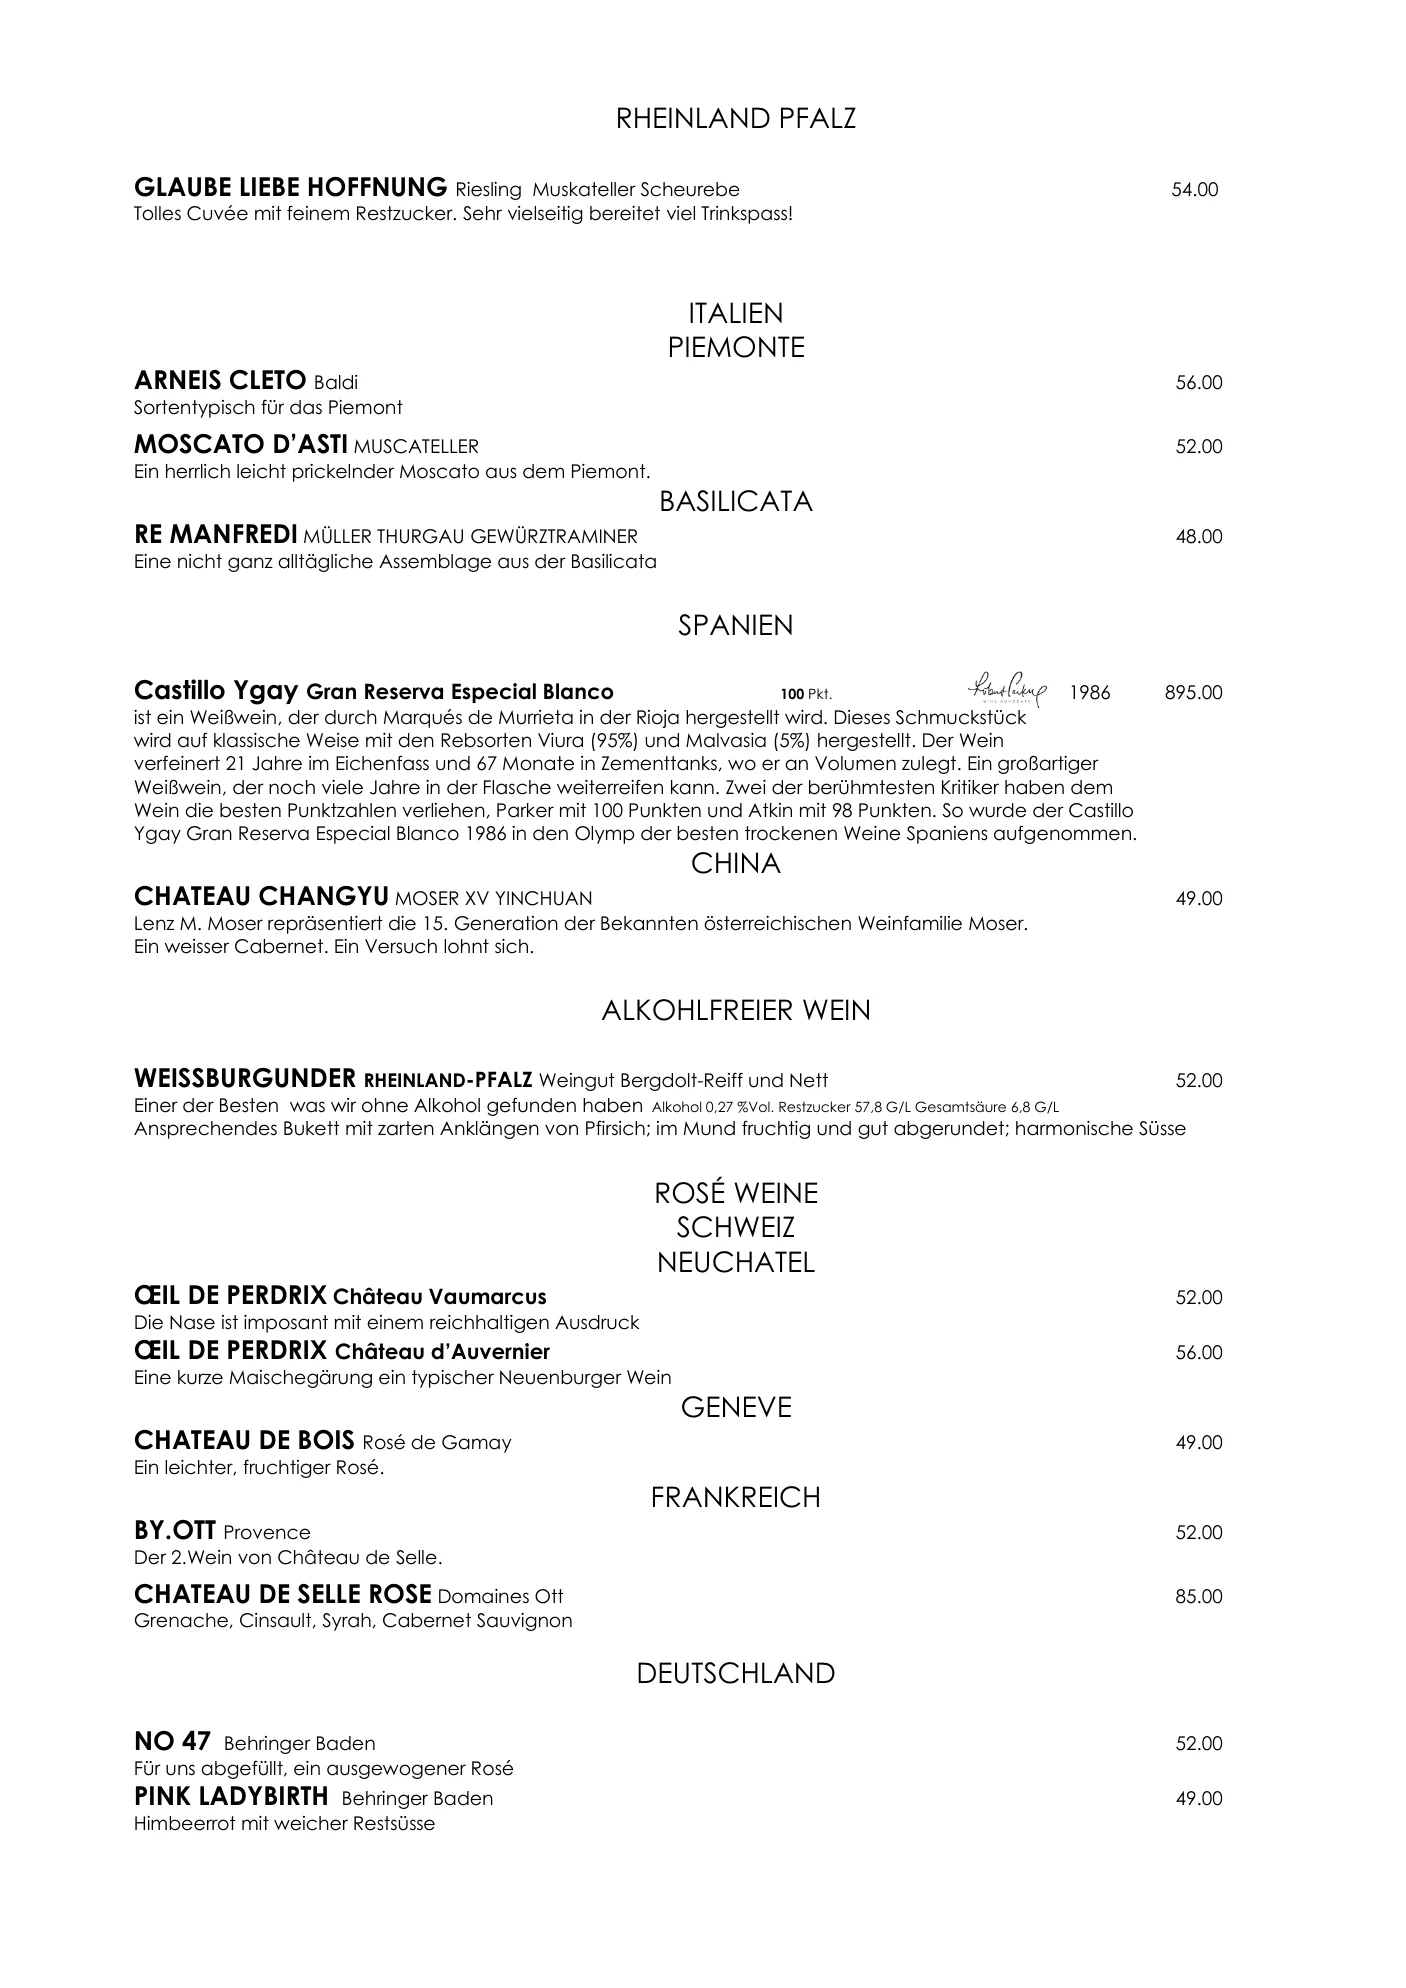 RHEINLAND PFALZ
GLAUBE LIEBE HOFFNUNG Riesling Muskateller Scheurebe 54.00
Tolles Cuvée mit feinem Restzucker. Sehr vielseitig bereitet viel Trinkspass!
ITALIEN
PIEMONTE
ARNEIS CLETO Baldi 56.00
Sortentypisch für das Piemont
MOSCATO D’ASTI MUSCATELLER 52.00
Ein herrlich leicht prickelnder Moscato aus dem Piemont.
BASILICATA
RE MANFREDI MÜLLER THURGAU GEWÜRZTRAMINER 48.00
Eine nicht ganz alltägliche Assemblage aus der Basilicata
SPANIEN
Castillo Ygay Gran Reserva Especial Blanco 100 Pkt. Robert Parker WINE ADVOCATE 1986 895.00
ist ein Weißwein, der durch Marqués de Murrieta in der Rioja hergestellt wird. Dieses Schmuckstück
wird auf klassische Weise mit den Rebsorten Viura (95%) und Malvasia (5%) hergestellt. Der Wein
verfeinert 21 Jahre im Eichenfass und 67 Monate in Zementtanks, wo er an Volumen zulegt. Ein großartiger
Weißwein, der noch viele Jahre in der Flasche weiterreifen kann. Zwei der berühmtesten Kritiker haben dem
Wein die besten Punktzahlen verliehen, Parker mit 100 Punkten und Atkin mit 98 Punkten. So wurde der Castillo
Ygay Gran Reserva Especial Blanco 1986 in den Olymp der besten trockenen Weine Spaniens aufgenommen.
CHINA
CHATEAU CHANGYU MOSER XV YINCHUAN 49.00
Lenz M. Moser repräsentiert die 15. Generation der Bekannten österreichischen Weinfamilie Moser.
Ein weisser Cabernet. Ein Versuch lohnt sich.
ALKOHLFREIER WEIN
WEISSBURGUNDER RHEINLAND-PFALZ Weingut Bergdolt-Reiff und Nett 52.00
Einer der Besten was wir ohne Alkohol gefunden haben Alkohol 0,27 %Vol. Restzucker 57,8 G/L Gesamtsäure 6,8 G/L
Ansprechendes Bukett mit zarten Anklängen von Pfirsich; im Mund fruchtig und gut abgerundet; harmonische Süsse
ROSÉ WEINE
SCHWEIZ
NEUCHATEL
ŒIL DE PERDRIX Château Vaumarcus 52.00
Die Nase ist imposant mit einem reichhaltigen Ausdruck
ŒIL DE PERDRIX Château d’Auvernier 56.00
Eine kurze Maischegärung ein typischer Neuenburger Wein
GENEVE
CHATEAU DE BOIS Rosé de Gamay 49.00
Ein leichter, fruchtiger Rosé.
FRANKREICH
BY.OTT Provence 52.00
Der 2.Wein von Château de Selle.
CHATEAU DE SELLE ROSE Domaines Ott 85.00
Grenache, Cinsault, Syrah, Cabernet Sauvignon
DEUTSCHLAND
NO 47 Behringer Baden 52.00
Für uns abgefüllt, ein ausgewogener Rosé
PINK LADYBIRTH Behringer Baden 49.00
Himbeerrot mit weicher Restsüsse